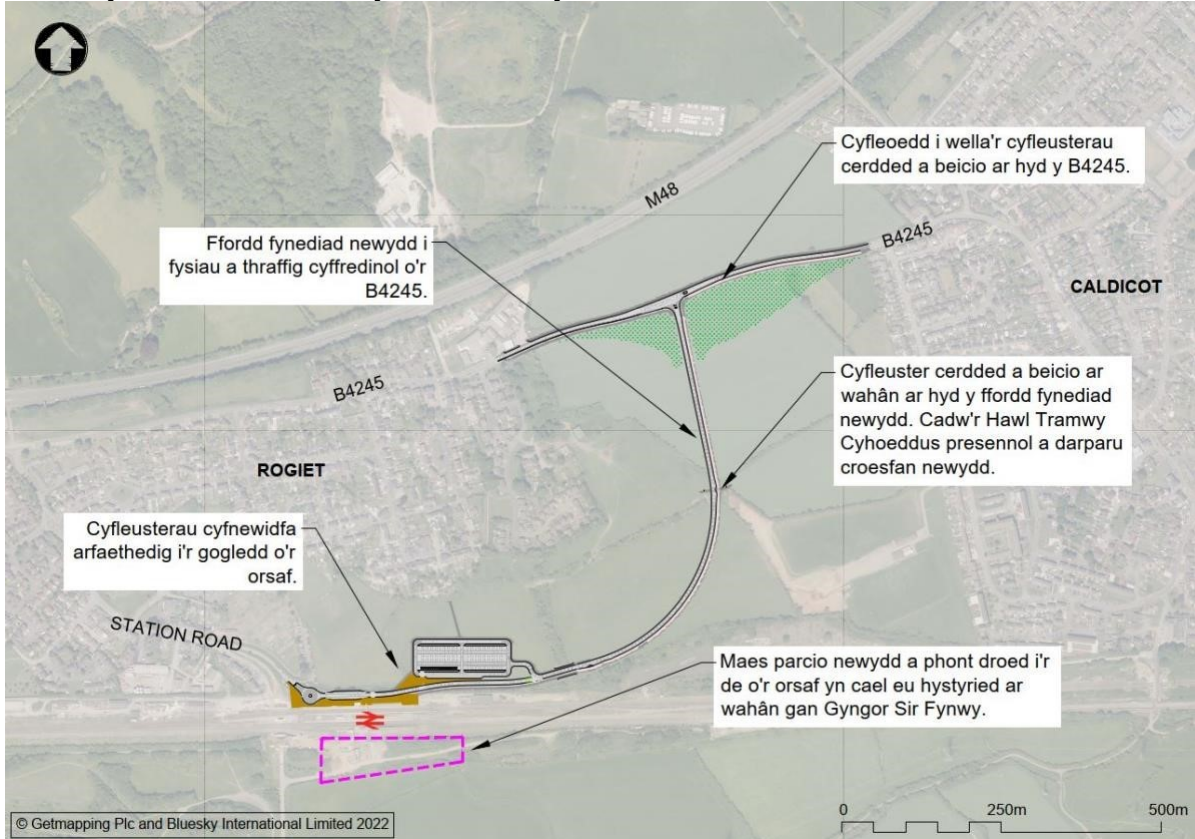 Cyfleoedd i wella'r cyfleusterau
cerdded a beicio ar hyd y B4245.
M48
B4245
Ffordd fynediad newydd i
fysiau a thraffig cyffredinol o'r
B4245.
CALDICOT
B4245
Cyfleuster cerdded a beicio ar
wahân ar hyd y ffordd fynediad
newydd. Cadw'r Hawl Tramwy
Cyhoeddus presennol a darparu
croesfan newydd.
ROGIET
Cyfleusterau cyfnewidfa
arfaethedig i'r gogledd o'r
orsaf.
STATION ROAD
Maes parcio newydd a phont droed i'r
de o'r orsaf yn cael eu hystyried ar
wahân gan Gyngor Sir Fynwy.
0 250m 500m
© Getmapping Plc and Bluesky International Limited 2022